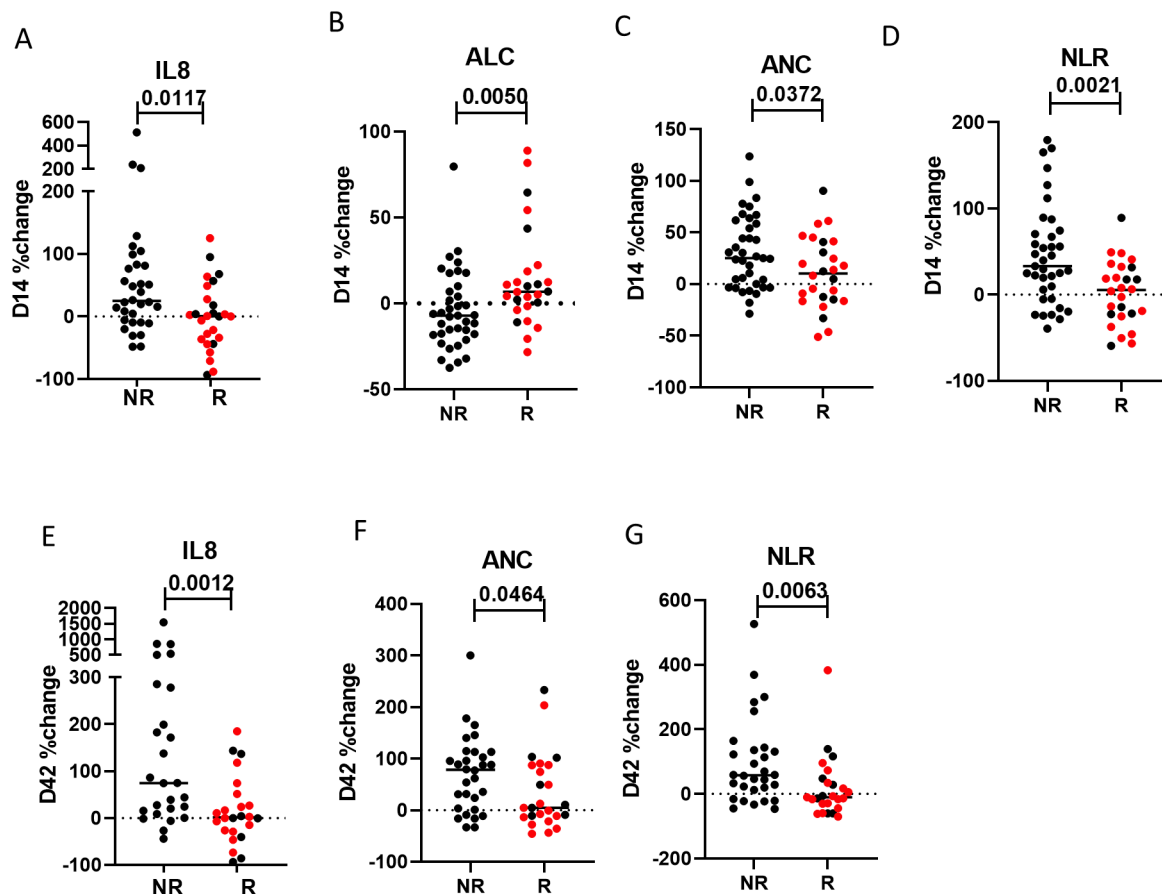 A
IL8
0.0117
D14 %change
600
400
200
200
100
0
-100
NR
R
B
ALC
0.0050
D14 %change
100
50
0
-50
NR
R
C
ANC
0.0372
D14 %change
150
100
50
0
-50
-100
NR
R
D
NLR
0.0021
D14 %change
200
100
0
-100
NR
R
E
IL8
0.0012
D42 %change
2000
1500
1000
500
300
200
100
0
-100
NR
R
F
ANC
0.0464
D42 %change
400
300
200
100
0
-100
NR
R
G
NLR
0.0063
D42 %change
600
400
200
0
-200
NR
R